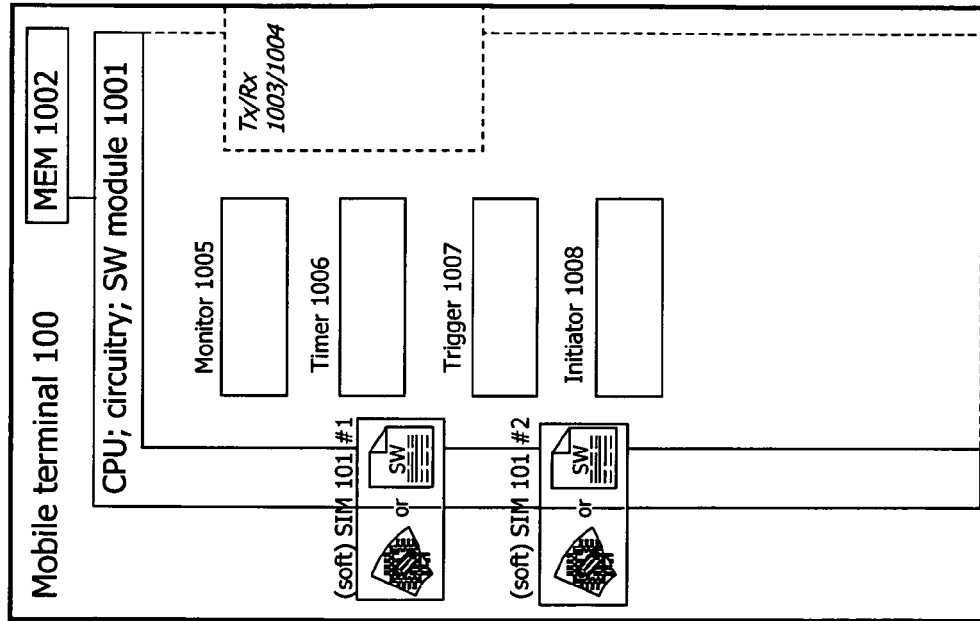 Mobile terminal 100
MEM 1002
CPU; circuitry; SW module 1001
Tx/Rx
1003/1004
Monitor 1005
Timer 1006
Trigger 1007
Initiator 1008
(soft) SIM 101 #1
or
SW
(soft) SIM 101 #2
or
SW